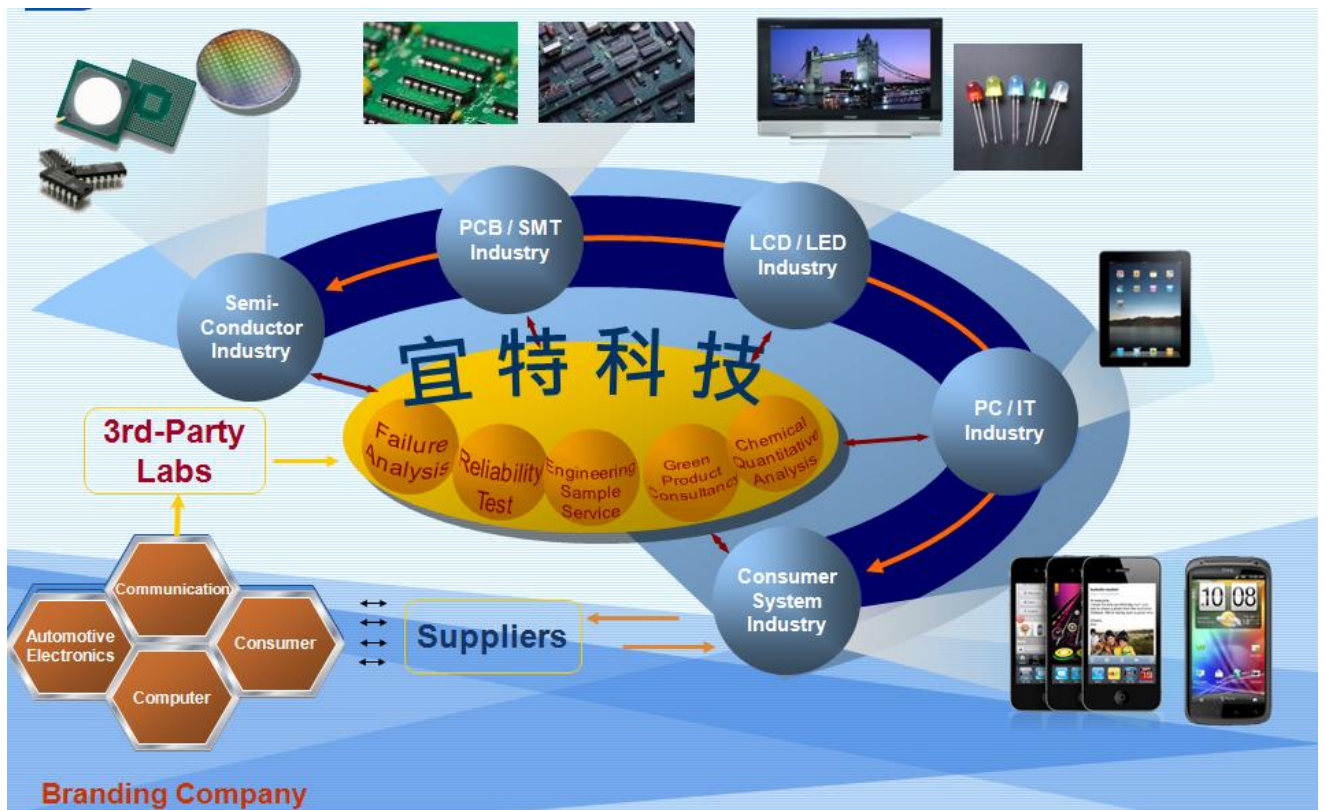 PCB / SMT
Industry
LCD / LED
Industry
Semi-
Conductor
Industry
宜特科技
PC / IT
Industry
3rd-Party
Labs
Failure
Analysis
Reliability
Test
Engineering
Sample
Service
Green
Product
Consultancy
Chemical
Quantitative
Analysis
Consumer
System
Industry
Communication
Automotive
Electronics
Consumer
Computer
Suppliers
10 08
Branding Company